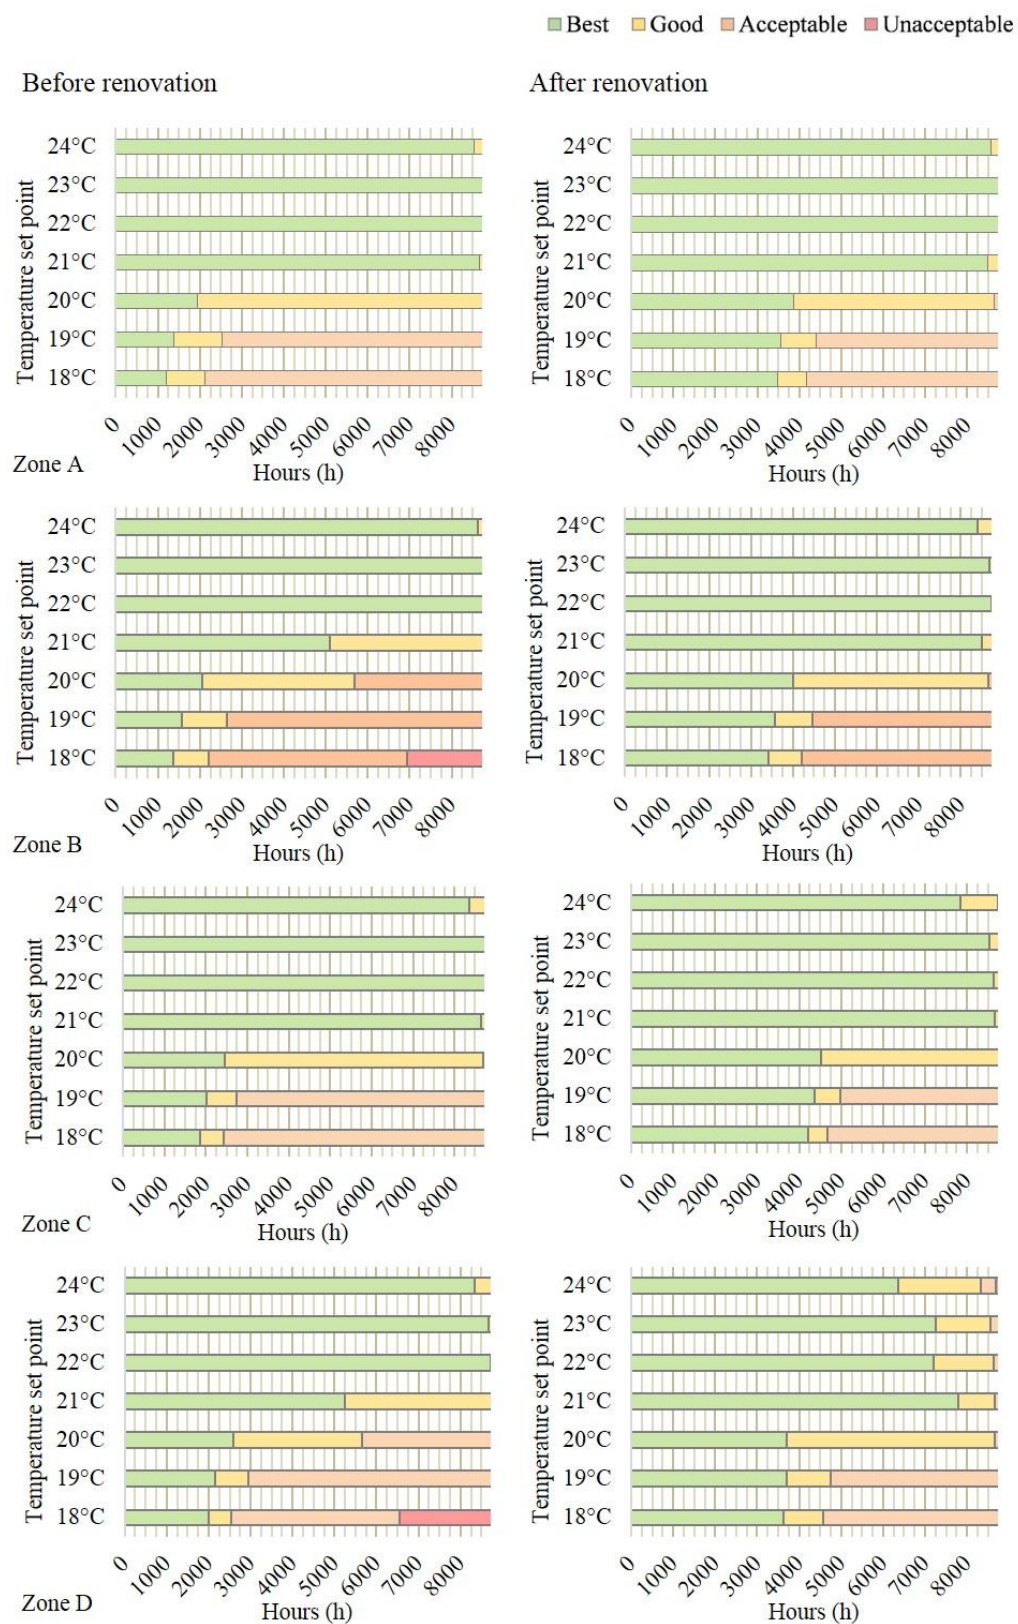 Best Good Acceptable Unacceptable
Before renovation
After renovation
Temperature set point
24°C
23°C
22°C
21°C
20°C
19°C
18°C
0 1000 2000 3000 4000 5000 6000 7000 8000
Hours (h)
Zone A
Temperature set point
24°C
23°C
22°C
21°C
20°C
19°C
18°C
0 1000 2000 3000 4000 5000 6000 7000 8000
Hours (h)
Temperature set point
24°C
23°C
22°C
21°C
20°C
19°C
18°C
0 1000 2000 3000 4000 5000 6000 7000 8000
Hours (h)
Zone B
Temperature set point
24°C
23°C
22°C
21°C
20°C
19°C
18°C
0 1000 2000 3000 4000 5000 6000 7000 8000
Hours (h)
Temperature set point
24°C
23°C
22°C
21°C
20°C
19°C
18°C
0 1000 2000 3000 4000 5000 6000 7000 8000
Hours (h)
Zone C
Temperature set point
24°C
23°C
22°C
21°C
20°C
19°C
18°C
0 1000 2000 3000 4000 5000 6000 7000 8000
Hours (h)
Temperature set point
24°C
23°C
22°C
21°C
20°C
19°C
18°C
0 1000 2000 3000 4000 5000 6000 7000 8000
Hours (h)
Zone D
Temperature set point
24°C
23°C
22°C
21°C
20°C
19°C
18°C
0 1000 2000 3000 4000 5000 6000 7000 8000
Hours (h)